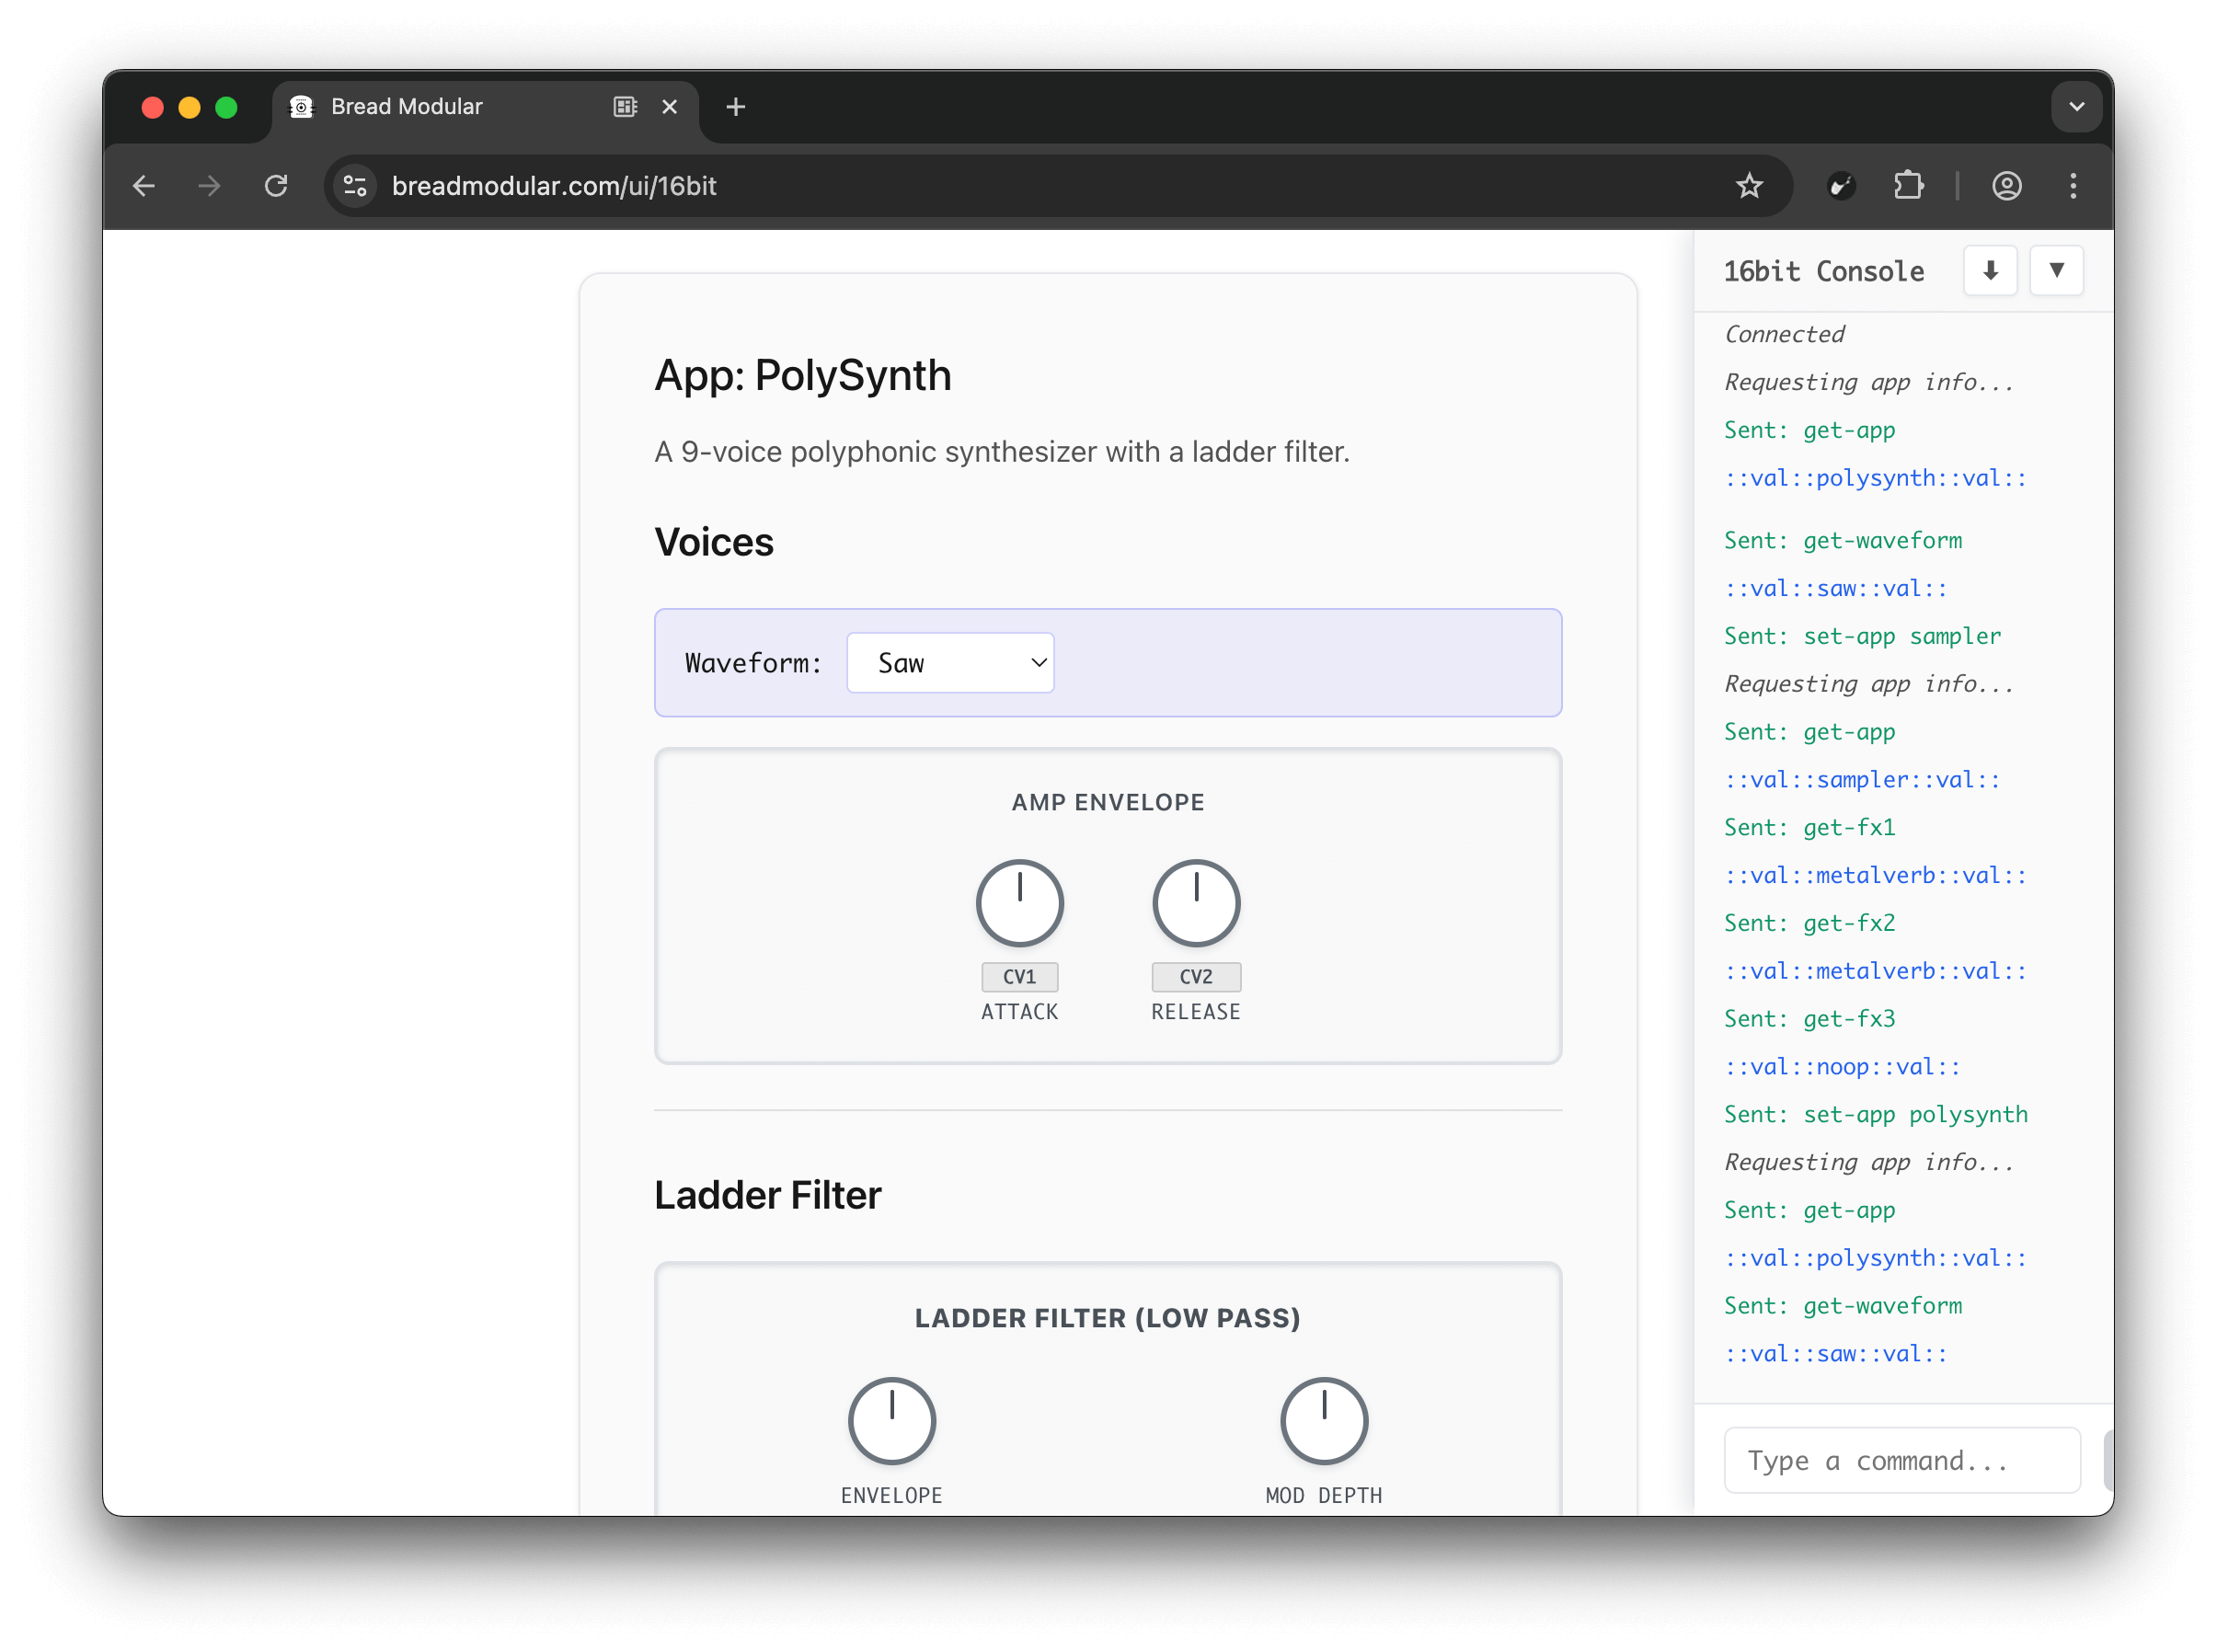 Bread Modular
breadmodular.com/ui/16bit
App: PolySynth
A 9-voice polyphonic synthesizer with a ladder filter.
Voices
Waveform: Saw
AMP ENVELOPE
CV1 CV2
ATTACK RELEASE
Ladder Filter
LADDER FILTER (LOW PASS)
ENVELOPE MOD DEPTH
16bit Console
Connected
Requesting app info...
Sent: get-app
::val::polysynth::val::
Sent: get-waveform
::val::saw::val::
Sent: set-app sampler
Requesting app info...
Sent: get-app
::val::sampler::val::
Sent: get-fx1
::val::metalverb::val::
Sent: get-fx2
::val::metalverb::val::
Sent: get-fx3
::val::noop::val::
Sent: set-app polysynth
Requesting app info...
Sent: get-app
::val::polysynth::val::
Sent: get-waveform
::val::saw::val::
Type a command...